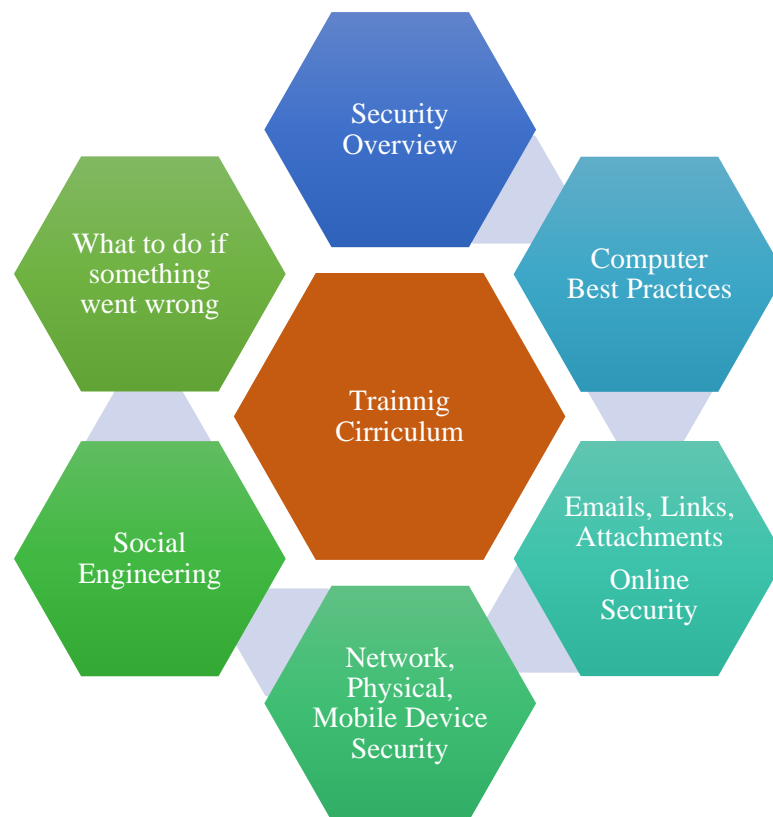 Security
Overview
Computer
Best Practices
Emails, Links,
Attachments
Online
Security
Network,
Physical,
Mobile Device
Security
Social
Engineering
What to do if
something
went wrong
Trainnig
Cirriculum